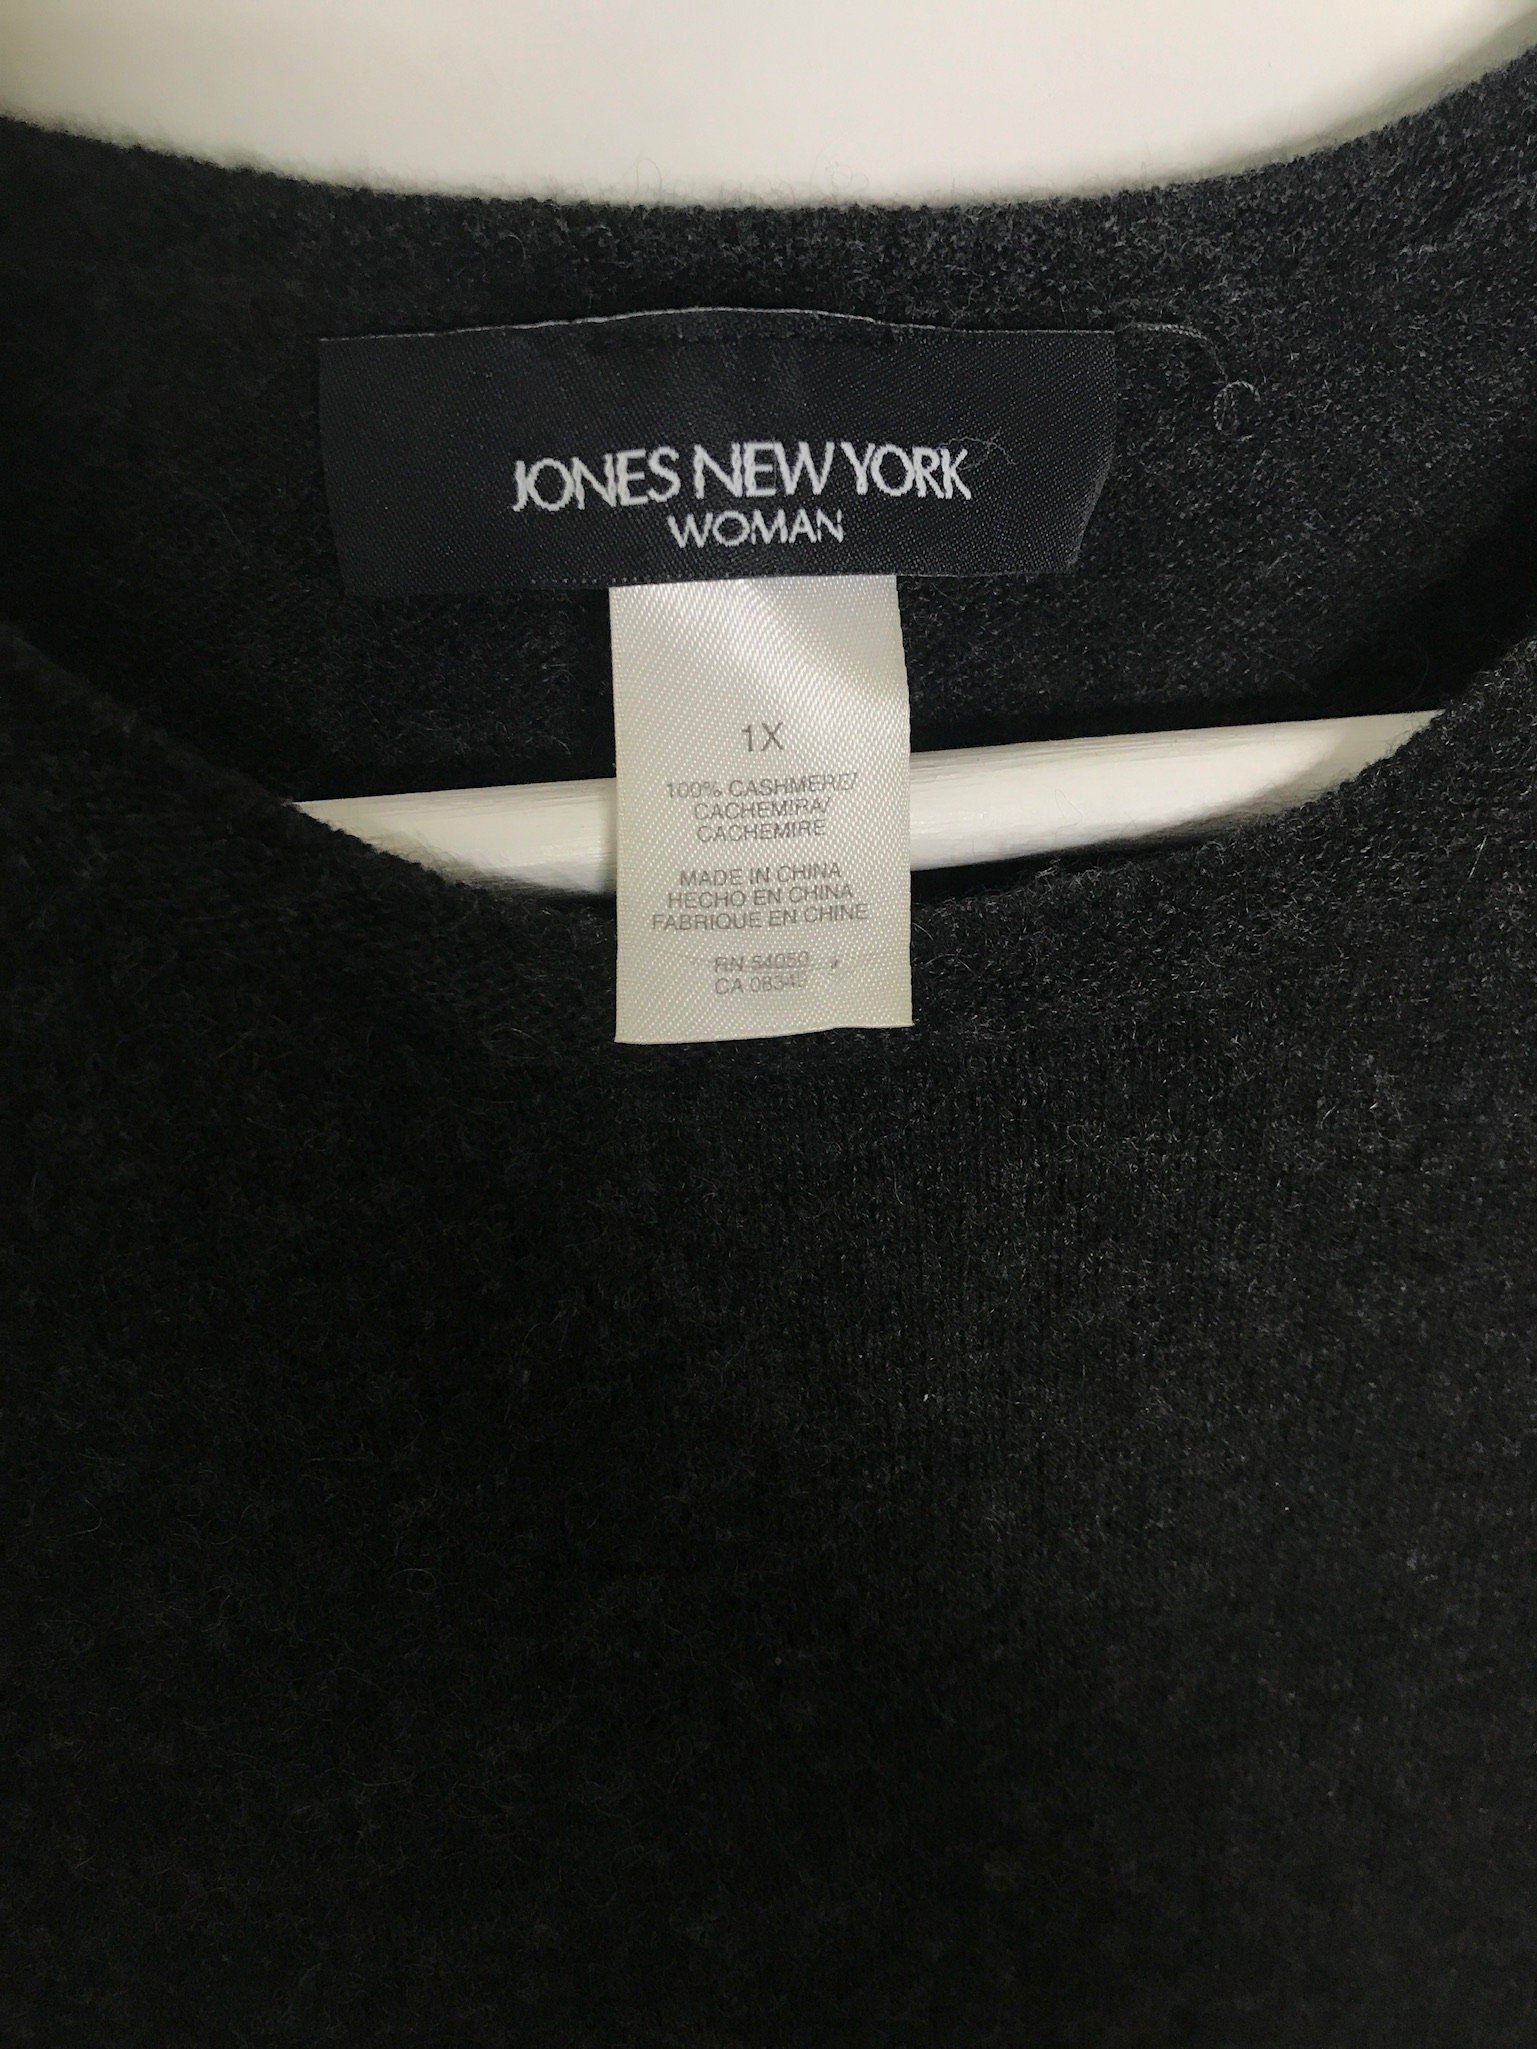 JONES NEW YORK
WOMAN
1X
100% CASHMERE/
CACHEMIRA/
CACHEMIRE
MADE IN CHINA
HECHO EN CHINA
FABRIQUE EN CHINE
RN 54050
CA 08345